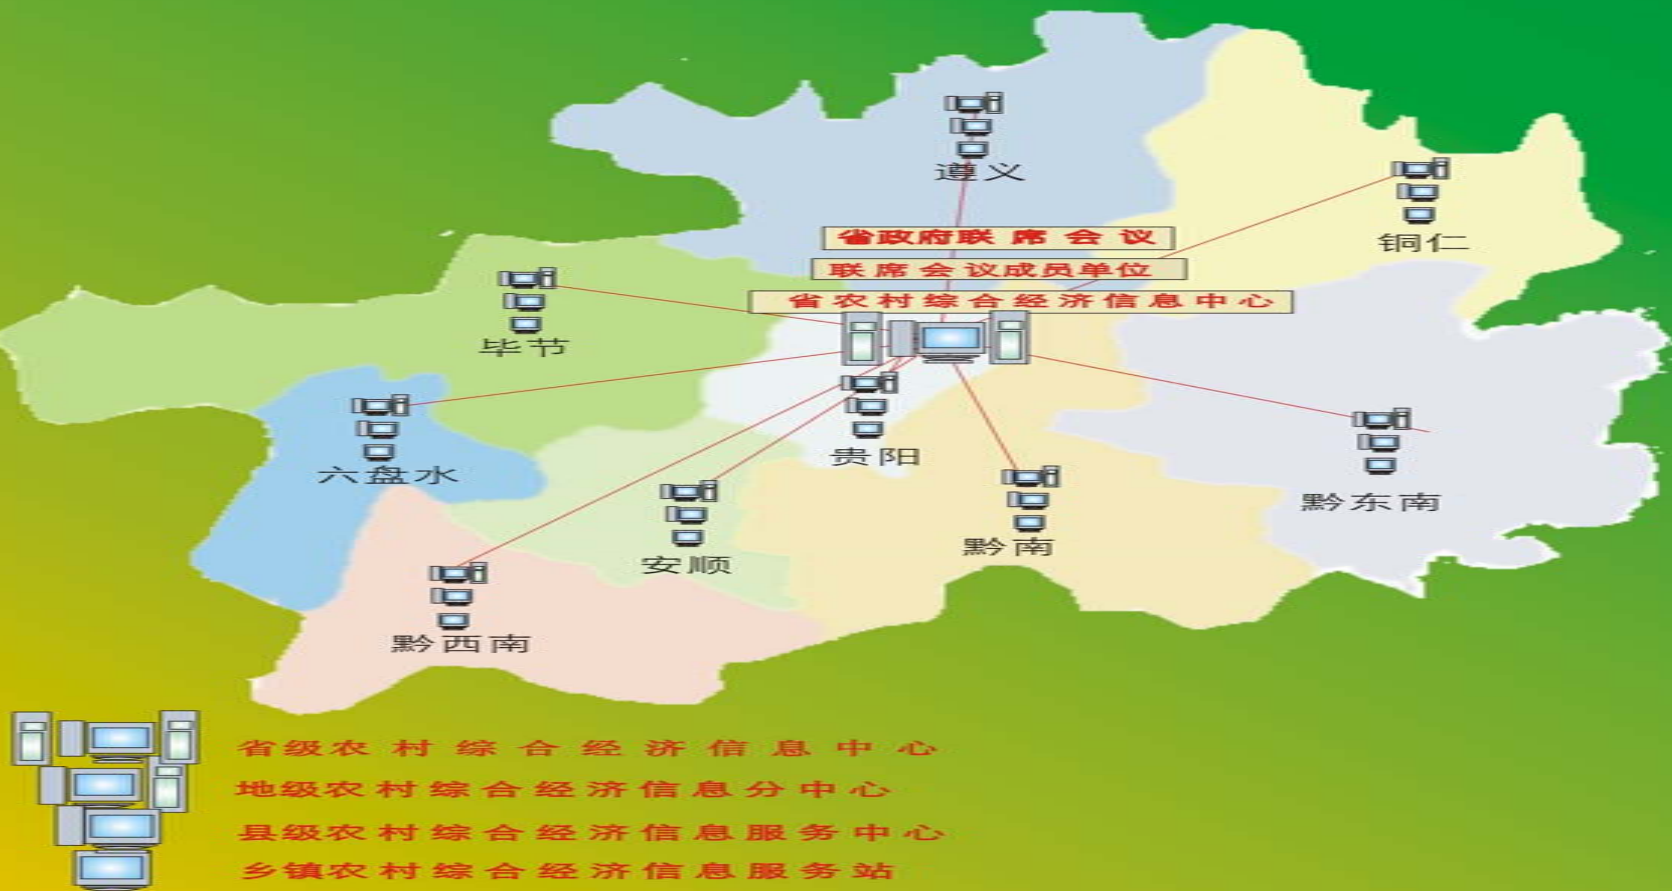 遵义
铜仁
省政府联席会议
联席会议成员单位
省农村综合经济信息中心
毕节
贵阳
六盘水
黔东南
黔南
安顺
黔西南
省级农村综合经济信息中心
地级农村综合经济信息分中心
县级农村综合经济信息服务中心
乡镇农村综合经济信息服务站